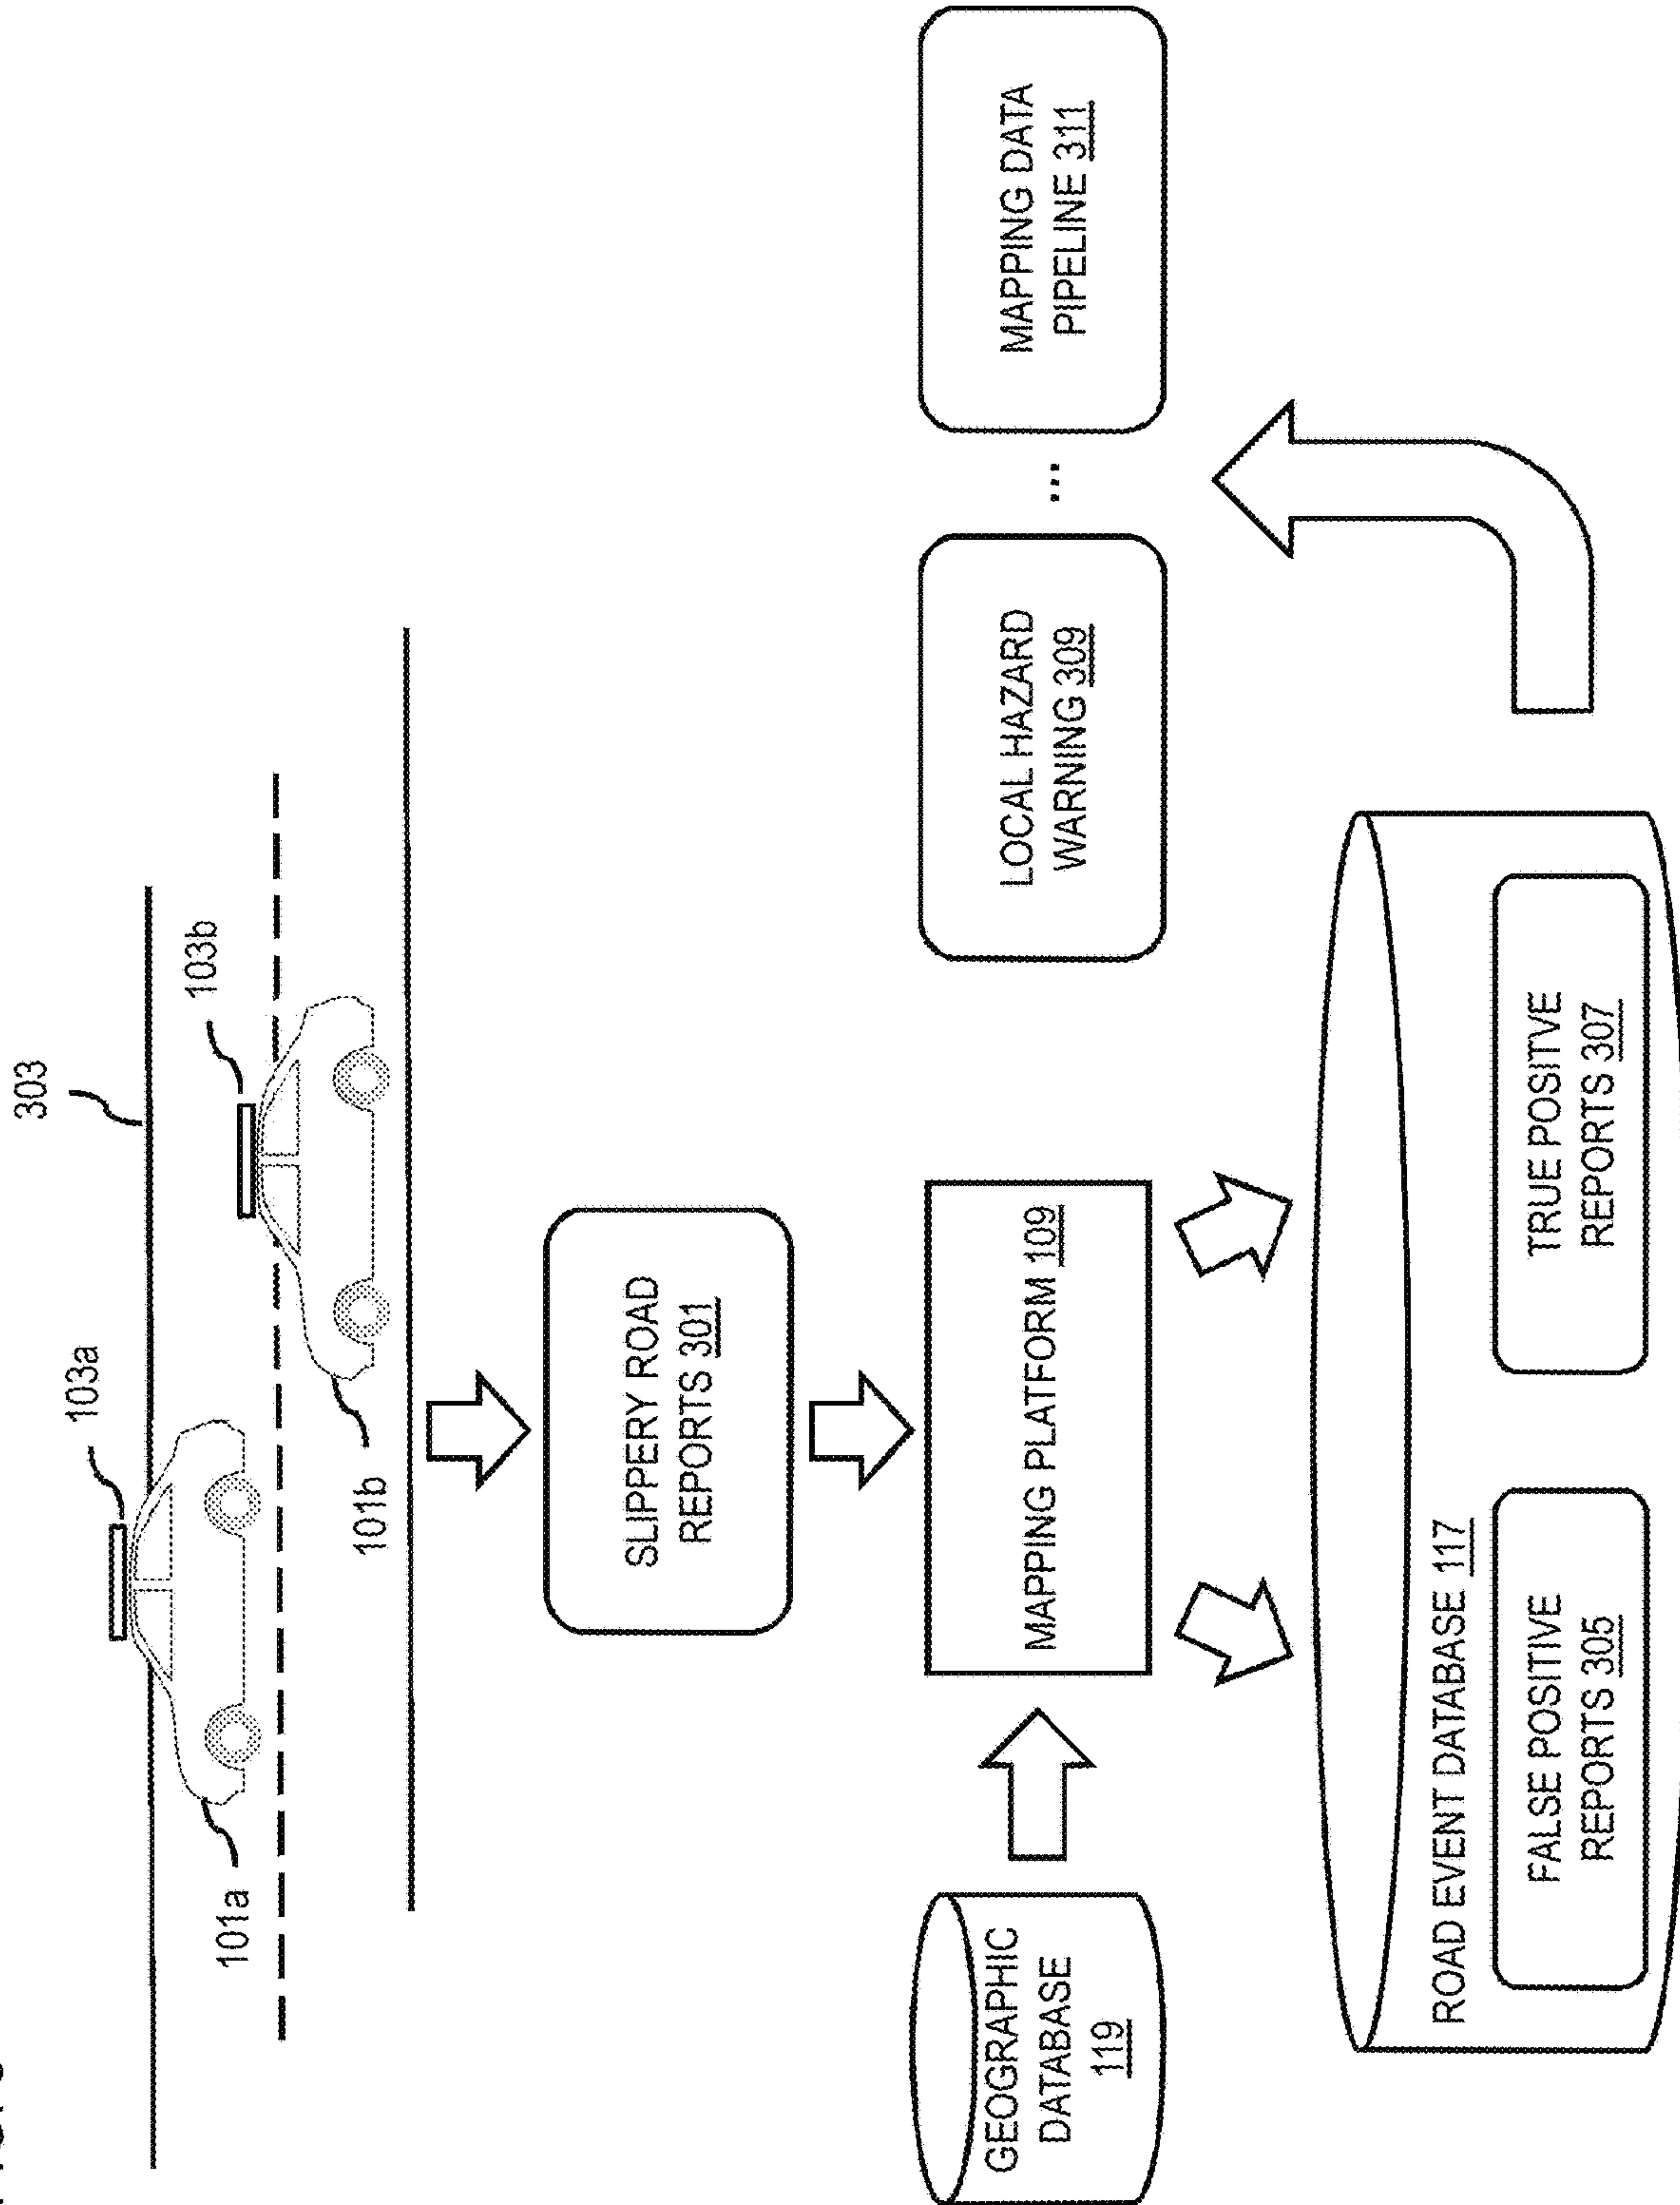 303
103a
103b
101a
101b
SLIPPERY ROAD
REPORTS 301
GEOGRAPHIC
DATABASE
119
MAPPING PLATFORM 109
LOCAL HAZARD
WARNING 309
...
MAPPING DATA
PIPELINE 311
ROAD EVENT DATABASE 117
FALSE POSITIVE
REPORTS 305
TRUE POSITIVE
REPORTS 307